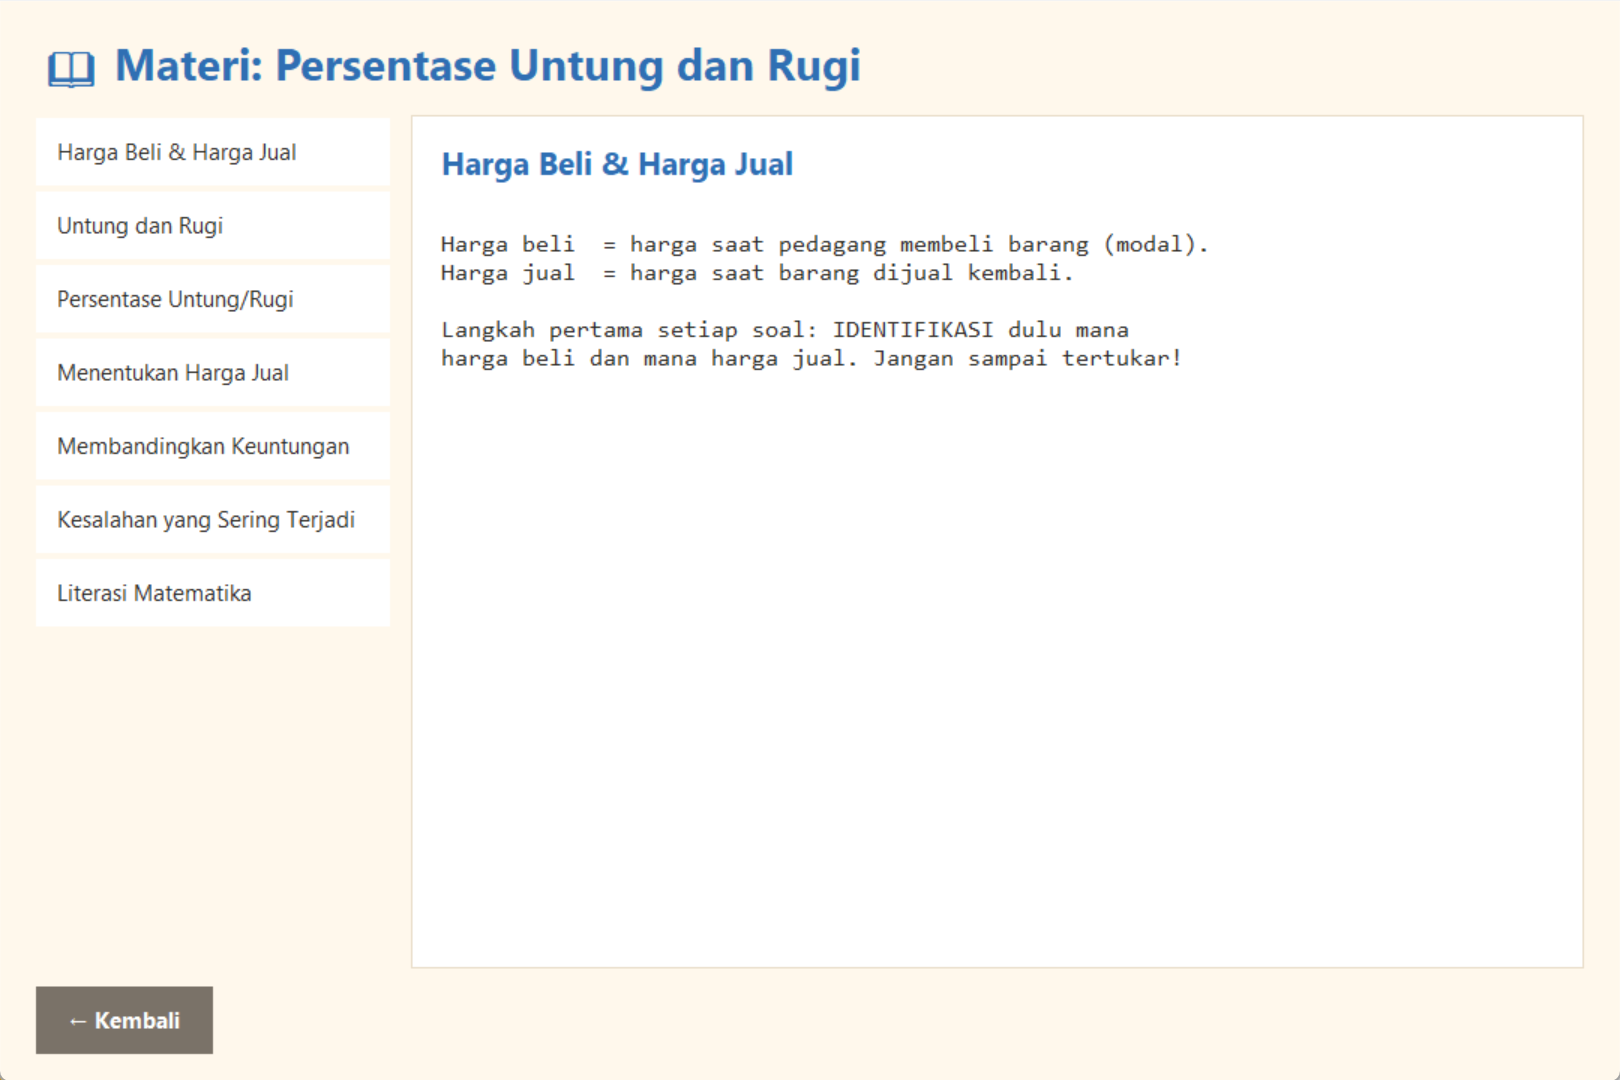 Materi: Persentase Untung dan Rugi
Harga Beli & Harga Jual
Untung dan Rugi
Persentase Untung/Rugi
Menentukan Harga Jual
Membandingkan Keuntungan
Kesalahan yang Sering Terjadi
Literasi Matematika
Harga Beli & Harga Jual
Harga beli  = harga saat pedagang membeli barang (modal).
Harga jual  = harga saat barang dijual kembali.
Langkah pertama setiap soal: IDENTIFIKASI dulu mana
harga beli dan mana harga jual. Jangan sampai tertukar!
← Kembali